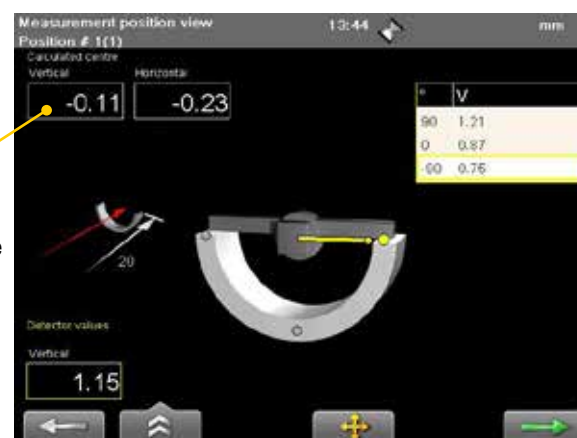 Measurement position view 13:44 mm
Position # 1(1)
Calculated centre
Vertical Horizontal
-0.11 -0.23
° V
90 1.21
0 0.87
-90 0.76
e
20
Detector values
Vertical
1.15